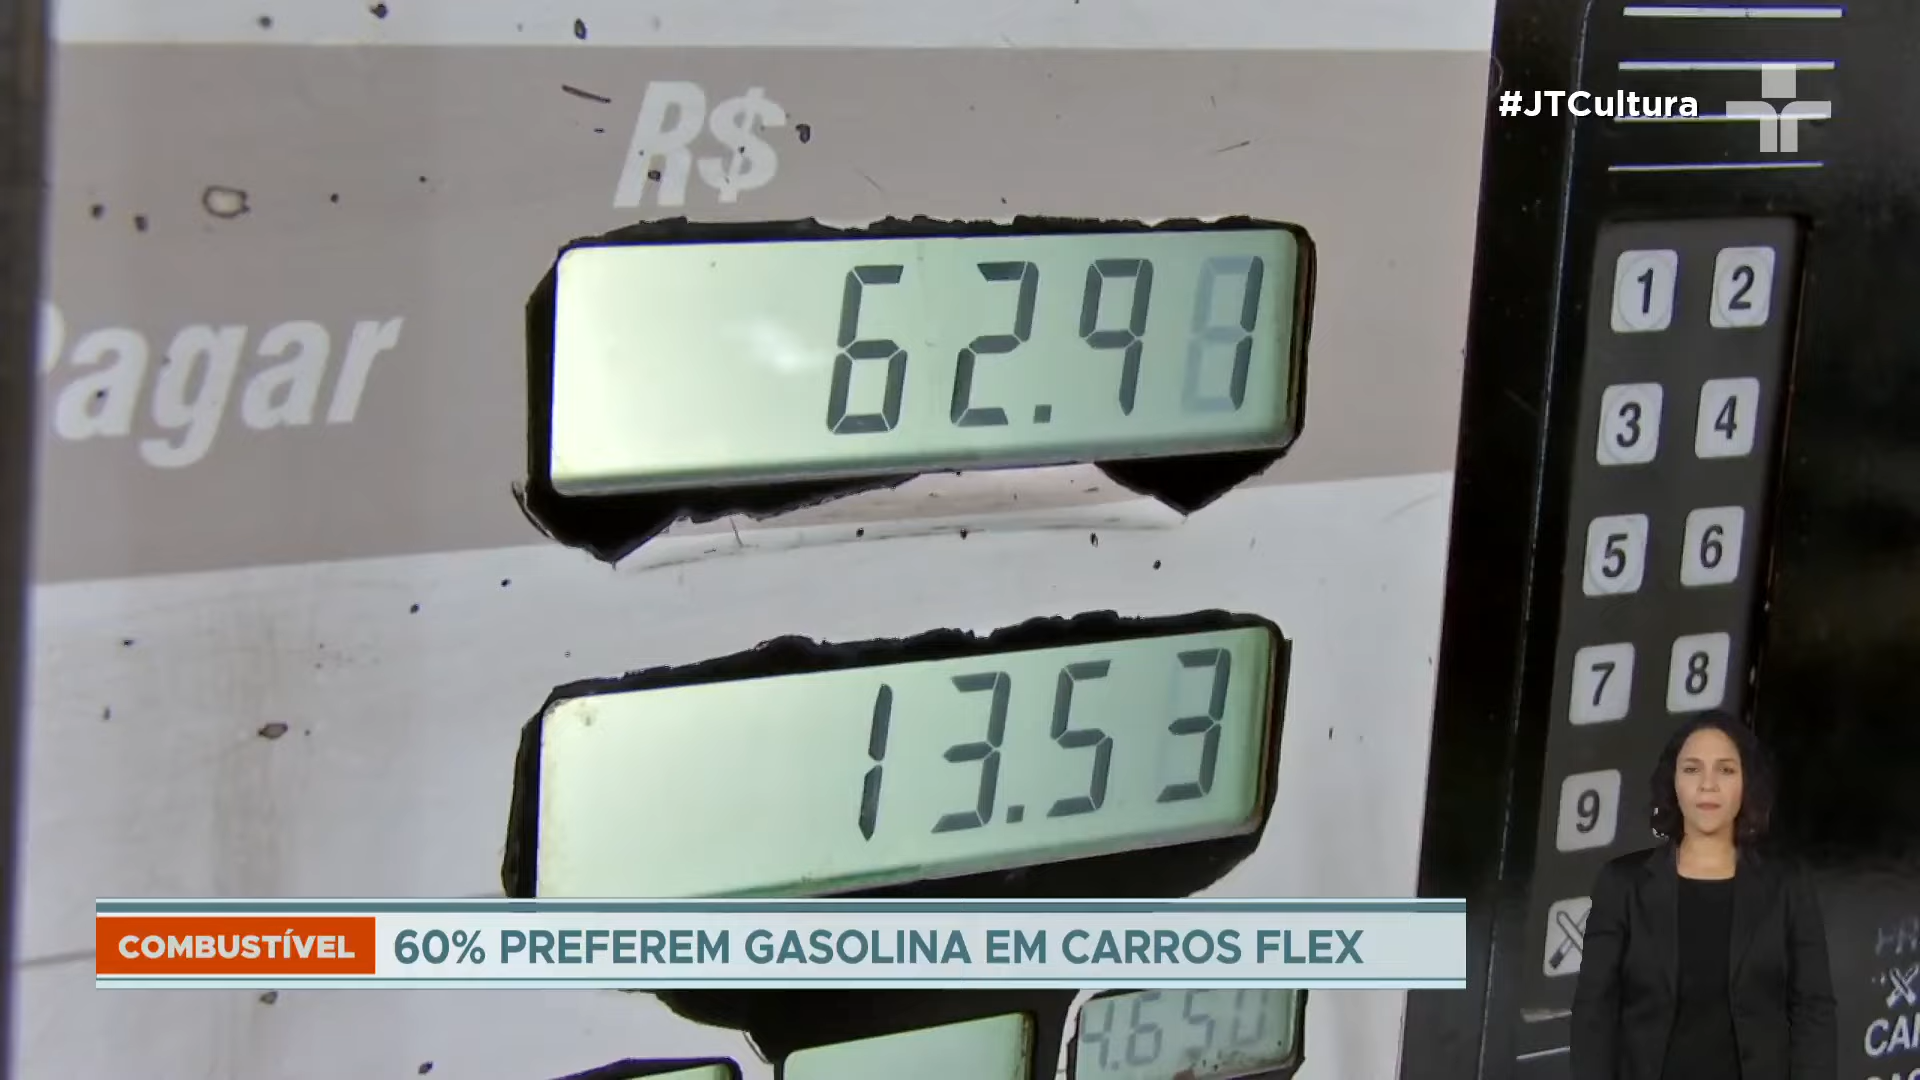 #JTCultura
R$
Pagar
62.91
13.53
1 2
3 4
5 6
7 8
9
COMBUSTÍVEL 60% PREFEREM GASOLINA EM CARROS FLEX
4.650